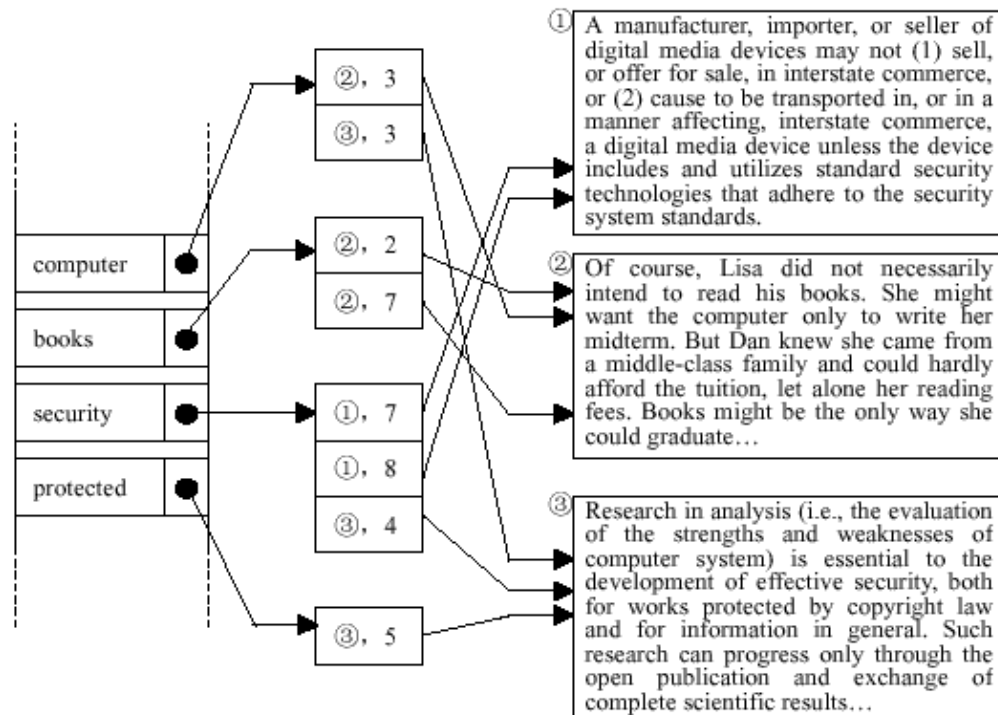 computer
books
security
protected
②, 3
③, 3
②, 2
②, 7
①, 7
①, 8
③, 4
③, 5
①
A manufacturer, importer, or seller of
digital media devices may not (1) sell,
or offer for sale, in interstate commerce,
or (2) cause to be transported in, or in a
manner affecting, interstate commerce,
a digital media device unless the device
includes and utilizes standard security
technologies that adhere to the security
system standards.
②
Of course, Lisa did not necessarily
intend to read his books. She might
want the computer only to write her
midterm. But Dan knew she came from
a middle-class family and could hardly
afford the tuition, let alone her reading
fees. Books might be the only way she
could graduate…
③
Research in analysis (i.e., the evaluation
of the strengths and weaknesses of
computer system) is essential to the
development of effective security, both
for works protected by copyright law
and for information in general. Such
research can progress only through the
open publication and exchange of
complete scientific results…